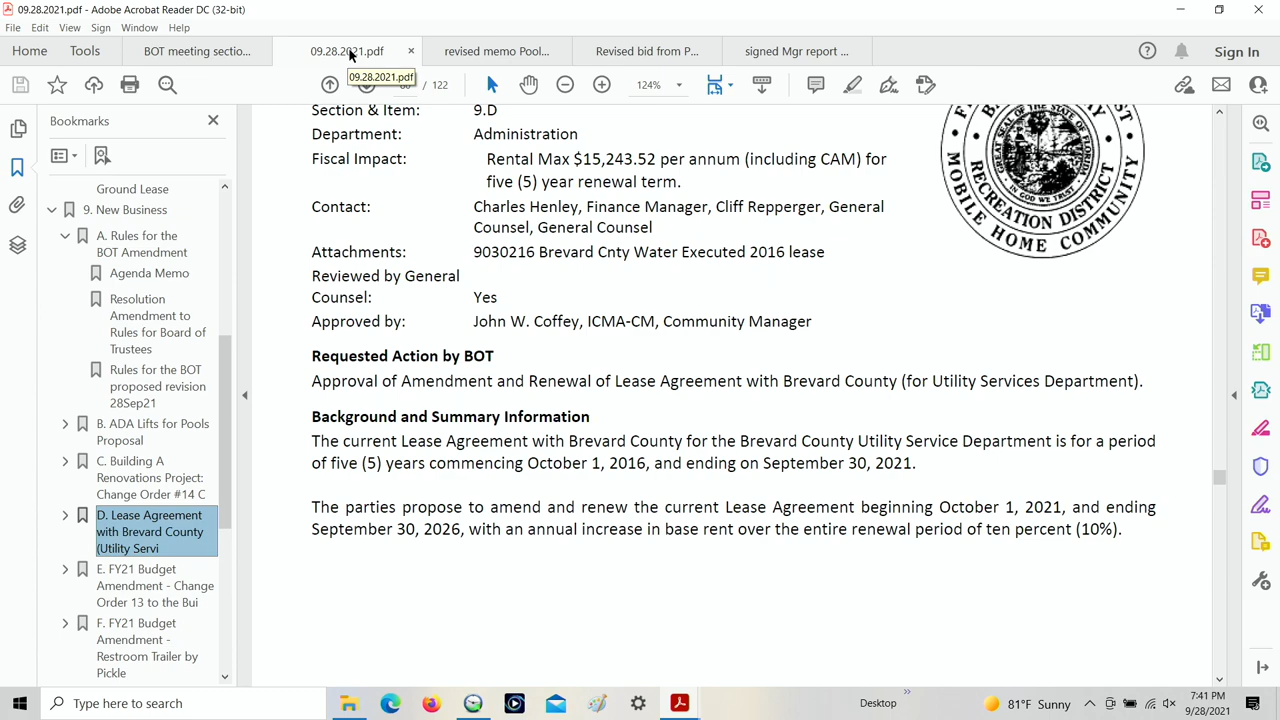 09.28.2021.pdf - Adobe Acrobat Reader DC (32-bit)
File Edit View Sign Window Help
Home Tools BOT meeting sectio... 09.28.2021.pdf × revised memo Pool... Revised bid from P... signed Mgr report ... Sign In
09.28.2021.pdf
/ 122 124%
Bookmarks
Ground Lease
9. New Business
A. Rules for the
BOT Amendment
Agenda Memo
Resolution
Amendment to
Rules for Board of
Trustees
Rules for the BOT
proposed revision
28Sep21
B. ADA Lifts for Pools
Proposal
C. Building A
Renovations Project:
Change Order #14 C
D. Lease Agreement
with Brevard County
(Utility Servi
E. FY21 Budget
Amendment - Change
Order 13 to the Bui
F. FY21 Budget
Amendment -
Restroom Trailer by
Pickle
Section & Item: 9.D
Department: Administration
Fiscal Impact: Rental Max $15,243.52 per annum (including CAM) for
five (5) year renewal term.
Contact: Charles Henley, Finance Manager, Cliff Repperger, General
Counsel, General Counsel
Attachments: 9030216 Brevard Cnty Water Executed 2016 lease
Reviewed by General
Counsel: Yes
Approved by: John W. Coffey, ICMA-CM, Community Manager
RECREATION DISTRICT
MOBILE HOME COMMUNITY
GREAT SEAL OF THE STATE OF FLORIDA
IN GOD WE TRUST
Requested Action by BOT
Approval of Amendment and Renewal of Lease Agreement with Brevard County (for Utility Services Department).
Background and Summary Information
The current Lease Agreement with Brevard County for the Brevard County Utility Service Department is for a period
of five (5) years commencing October 1, 2016, and ending on September 30, 2021.
The parties propose to amend and renew the current Lease Agreement beginning October 1, 2021, and ending
September 30, 2026, with an annual increase in base rent over the entire renewal period of ten percent (10%).
Type here to search
Desktop
81°F Sunny
7:41 PM
9/28/2021